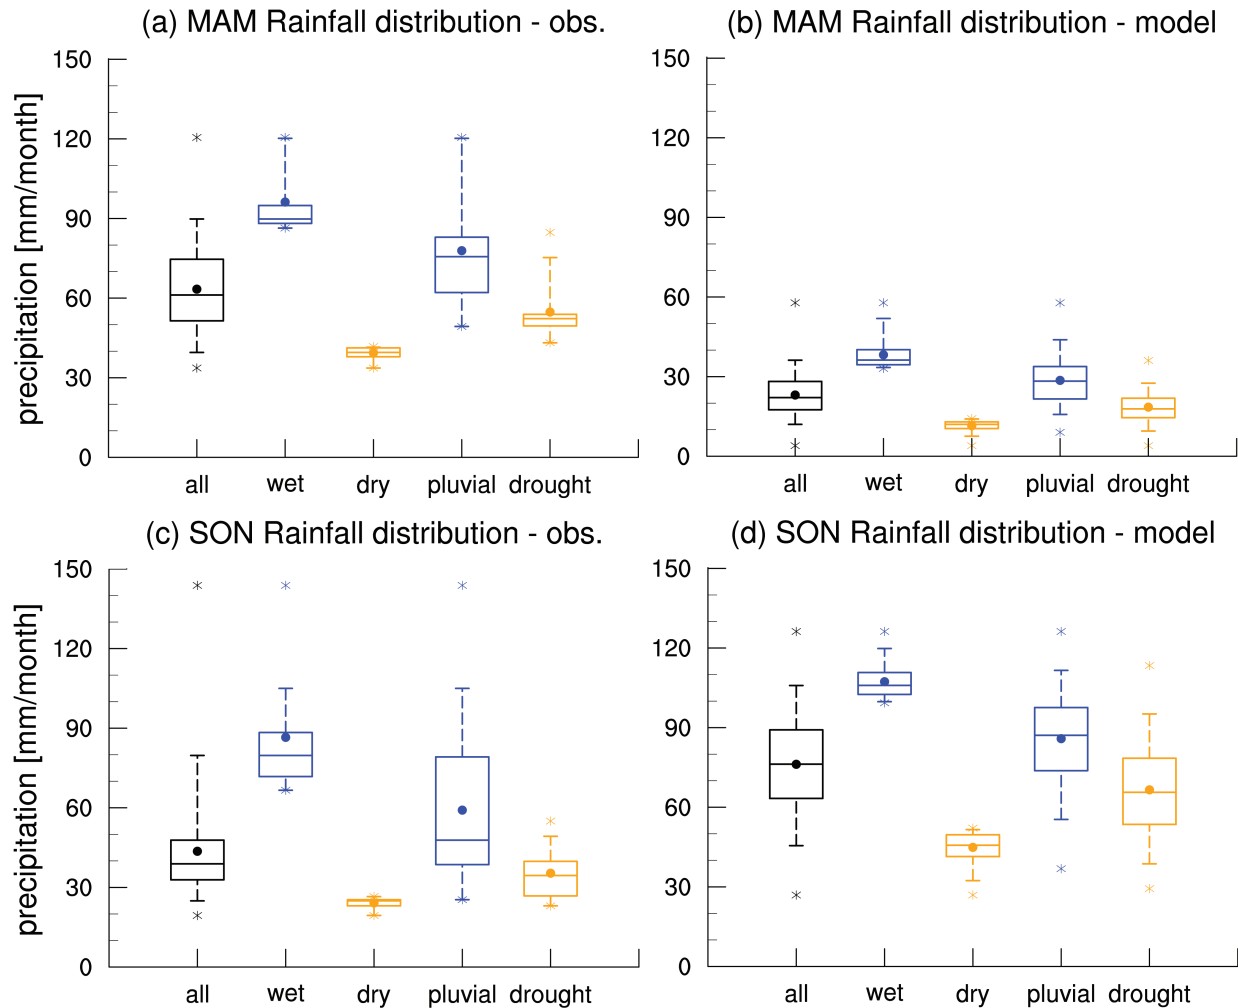 (a) MAM Rainfall distribution - obs.
precipitation [mm/month]
150
120
90
60
30
0
all wet dry pluvial drought
(b) MAM Rainfall distribution - model
150
120
90
60
30
0
all wet dry pluvial drought
(c) SON Rainfall distribution - obs.
precipitation [mm/month]
150
120
90
60
30
0
all wet dry pluvial drought
(d) SON Rainfall distribution - model
150
120
90
60
30
0
all wet dry pluvial drought